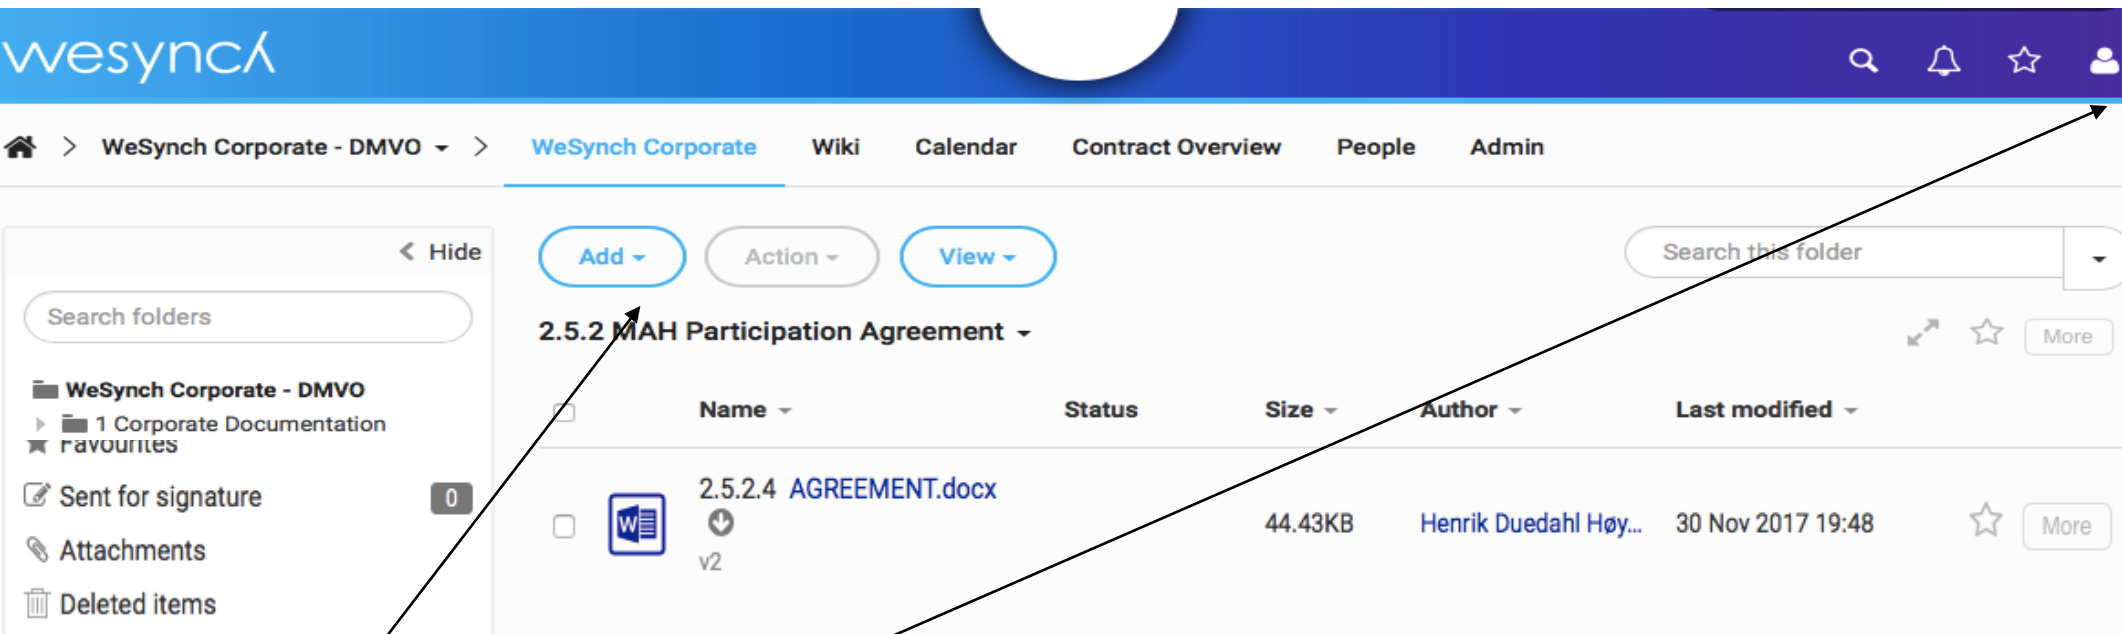 wesynch
WeSynch Corporate - DMVO
WeSynch Corporate
Wiki
Calendar
Contract Overview
People
Admin
Hide
Add
Action
View
Search this folder
Search folders
2.5.2 MAH Participation Agreement
More
WeSynch Corporate - DMVO
1 Corporate Documentation
Favourites
Sent for signature 0
Attachments
Deleted items
Name Status Size Author Last modified
2.5.2.4 AGREEMENT.docx
v2
44.43KB
Henrik Duedahl Høy...
30 Nov 2017 19:48
More